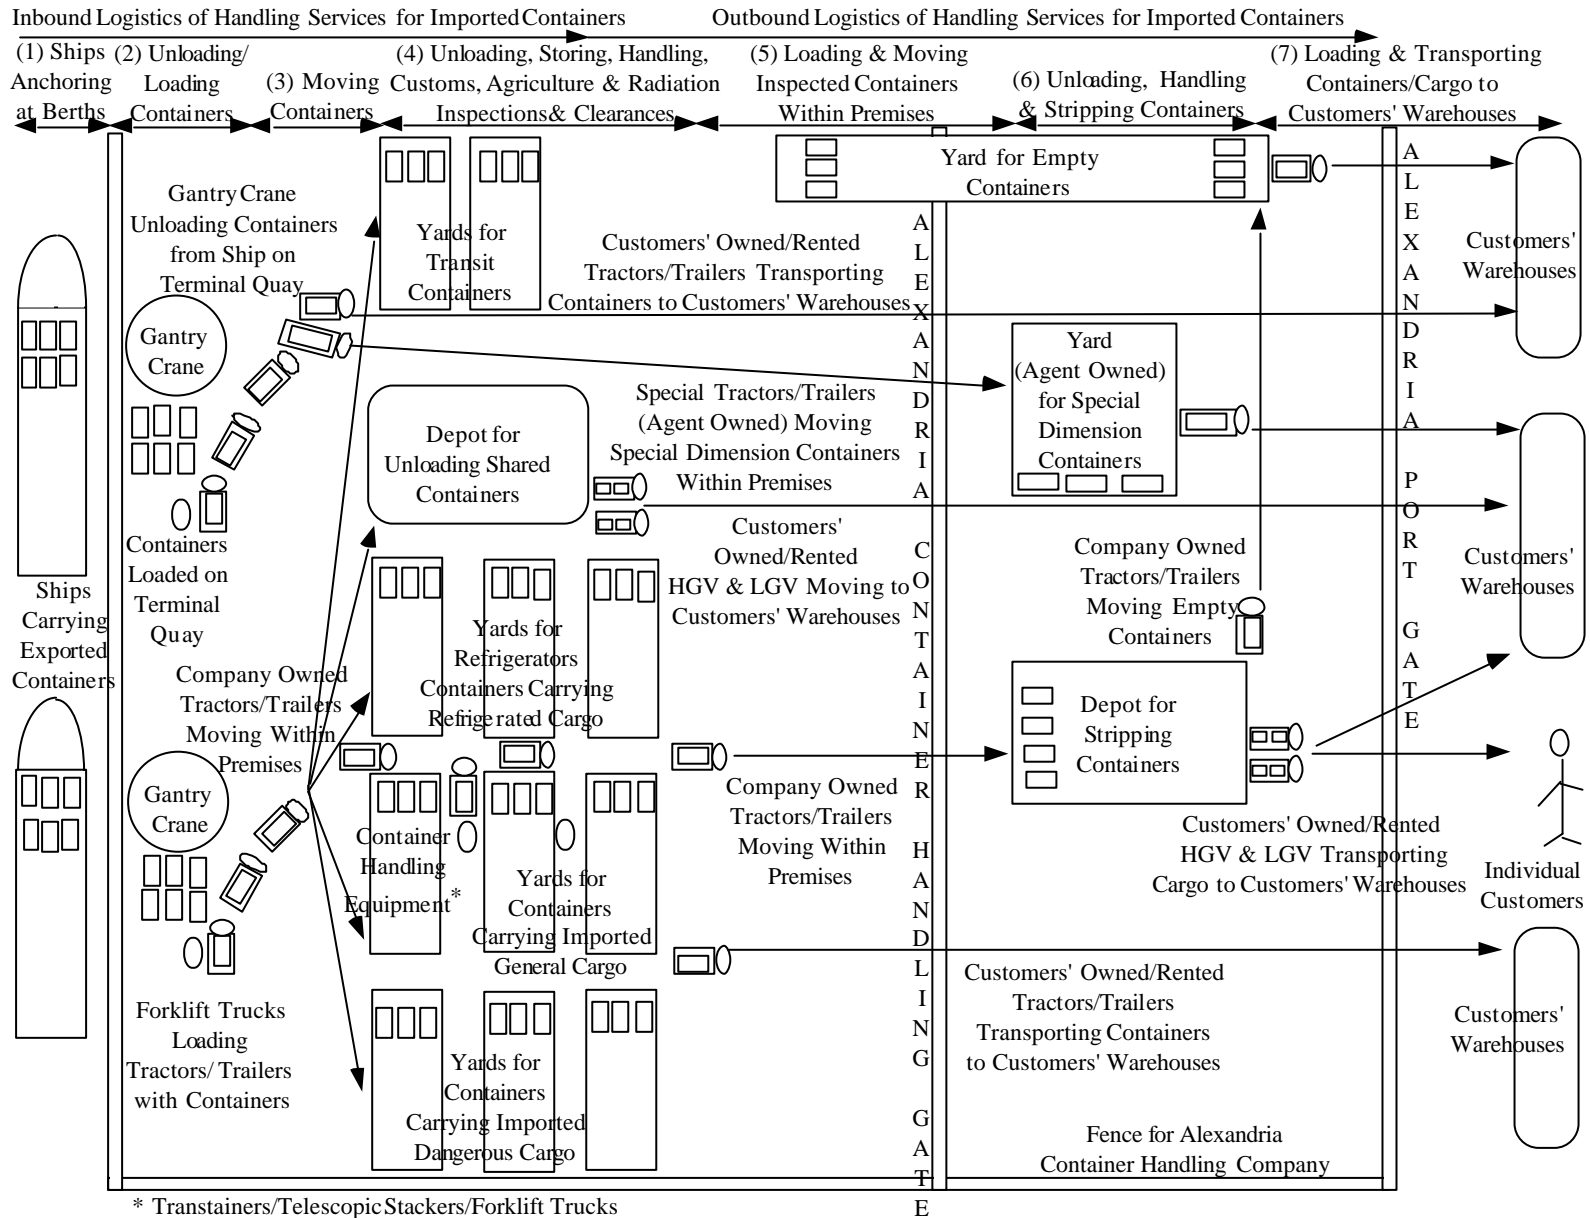 Inbound Logistics of Handling Services for Imported Containers
Outbound Logistics of Handling Services for Imported Containers
(1) Ships
Anchoring
at Berths
(2) Unloading/
Loading
Containers
(3) Moving
Containers
(4) Unloading, Storing, Handling,
Customs, Agriculture & Radiation
Inspections & Clearances
(5) Loading & Moving
Inspected Containers
Within Premises
(6) Unloading, Handling
& Stripping Containers
(7) Loading & Transporting
Containers/Cargo to
Customers' Warehouses
Gantry Crane
Unloading Containers
from Ship on
Terminal Quay
Yards for
Transit
Containers
Yard for Empty
Containers
Customers' Owned/Rented
Tractors/Trailers Transporting
Containers to Customers' Warehouses
Customers'
Warehouses
Gantry
Crane
Yard
(Agent Owned)
for Special
Dimension
Containers
Depot for
Unloading Shared
Containers
Special Tractors/Trailers
(Agent Owned) Moving
Special Dimension Containers
Within Premises
Containers
Loaded on
Terminal
Quay
Customers'
Owned/Rented
HGV & LGV Moving to
Customers' Warehouses
Company Owned
Tractors/Trailers
Moving Empty
Containers
Customers'
Warehouses
Ships
Carrying
Exported
Containers
Yards for
Refrigerators
Containers Carrying
Refrigerated Cargo
Company Owned
Tractors/Trailers
Moving Within
Premises
Depot for
Stripping
Containers
Gantry
Crane
Container
Handling
Equipment*
Company Owned
Tractors/Trailers
Moving Within
Premises
Customers' Owned/Rented
HGV & LGV Transporting
Cargo to Customers' Warehouses
Individual
Customers
Yards for
Containers
Carrying Imported
General Cargo
Customers' Owned/Rented
Tractors/Trailers
Transporting Containers
to Customers' Warehouses
Customers'
Warehouses
Forklift Trucks
Loading
Tractors/ Trailers
with Containers
Yards for
Containers
Carrying Imported
Dangerous Cargo
Fence for Alexandria
Container Handling Company
ALEXANDRIA CONTAINER HANDLING GATE
ALEXANDRIA PORT GATE
* Transtainers/Telescopic Stackers/Forklift Trucks